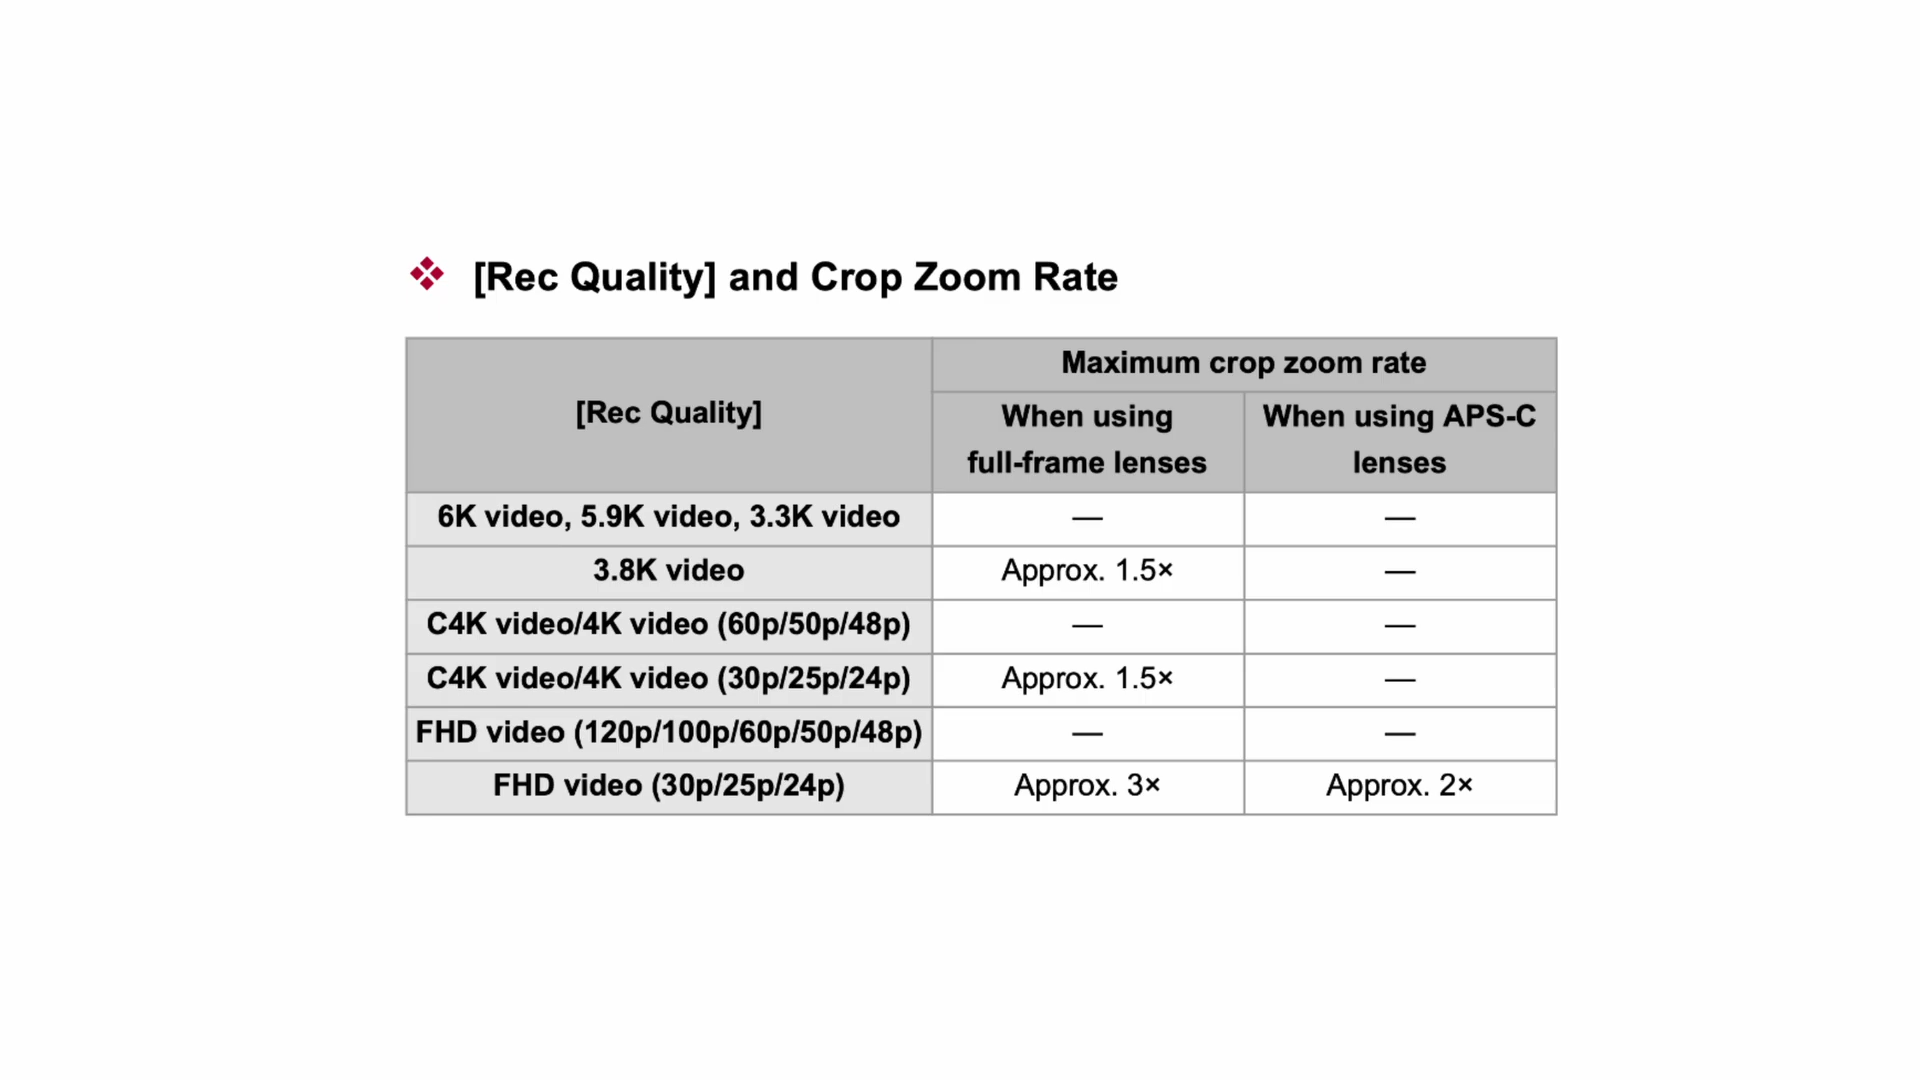 [Rec Quality] and Crop Zoom Rate
[Rec Quality]
Maximum crop zoom rate
When using
full-frame lenses
When using APS-C
lenses
6K video, 5.9K video, 3.3K video — —
3.8K video Approx. 1.5× —
C4K video/4K video (60p/50p/48p) — —
C4K video/4K video (30p/25p/24p) Approx. 1.5× —
FHD video (120p/100p/60p/50p/48p) — —
FHD video (30p/25p/24p) Approx. 3× Approx. 2×